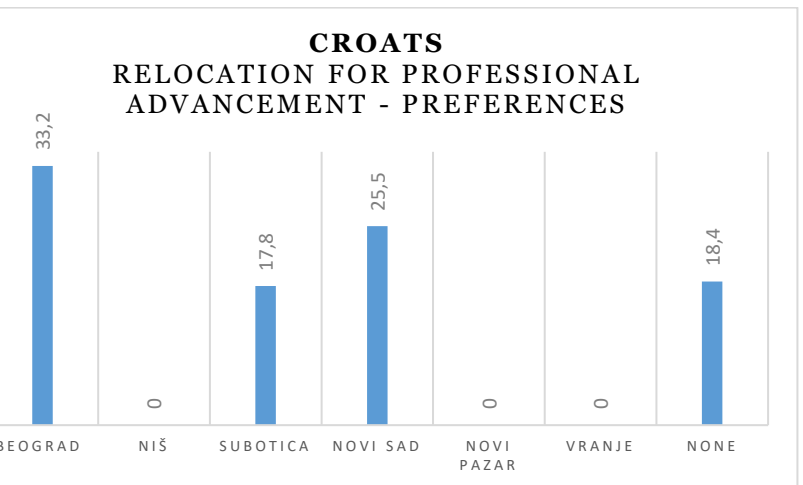 CROATS
RELOCATION FOR PROFESSIONAL
ADVANCEMENT - PREFERENCES
33,2
0
17,8
25,5
0
0
18,4
BEOGRAD
NIŠ
SUBOTICA
NOVI SAD
NOVI
PAZAR
VRANJE
NONE